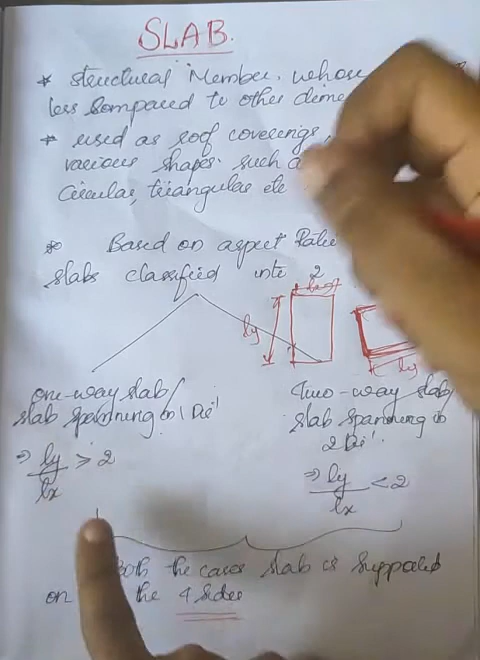 SLAB.
* structural Member. whose
less Compared to other dime
* used as roof coverings,
various shapes. such a
Circular, triangular etc
* Based on aspect Ratio
slabs classified into 2
lx
ly
ly
one-way slab/
slab spanning in 1 Dir'
⇒ ly/lx > 2
Two-way slab/
slab spanning in
2 Dir'.
⇒ ly/lx < 2
both the cases slab is supported
on the 4 sides